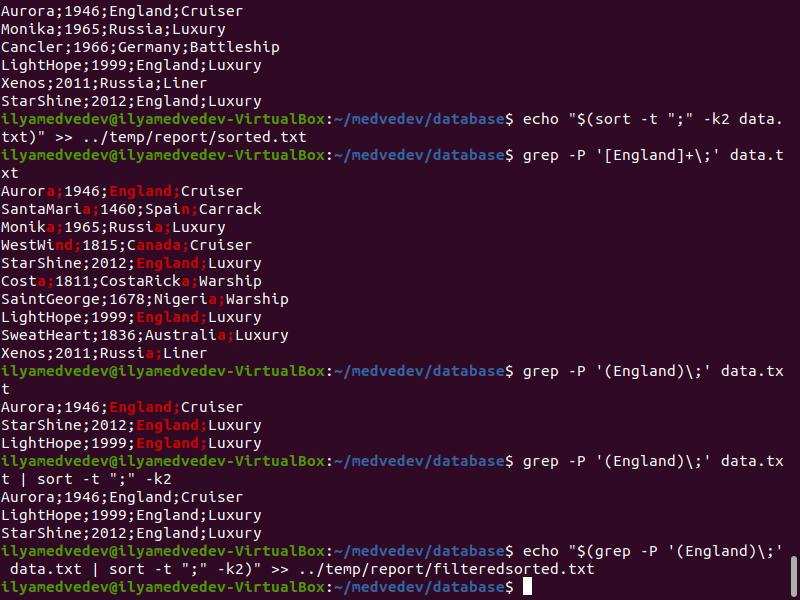 Aurora;1946;England;Cruiser
Monika;1965;Russia;Luxury
Cancler;1966;Germany;Battleship
LightHope;1999;England;Luxury
Xenos;2011;Russia;Liner
StarShine;2012;England;Luxury
ilyamedvedev@ilyamedvedev-VirtualBox:~/medvedev/database$ echo "$(sort -t ";" -k2 data.
txt)" >> ../temp/report/sorted.txt
ilyamedvedev@ilyamedvedev-VirtualBox:~/medvedev/database$ grep -P '[England]+\;' data.t
xt
Aurora;1946;England;Cruiser
SantaMaria;1460;Spain;Carrack
Monika;1965;Russia;Luxury
WestWind;1815;Canada;Cruiser
StarShine;2012;England;Luxury
Costa;1811;CostaRicka;Warship
SaintGeorge;1678;Nigeria;Warship
LightHope;1999;England;Luxury
SweatHeart;1836;Australia;Luxury
Xenos;2011;Russia;Liner
ilyamedvedev@ilyamedvedev-VirtualBox:~/medvedev/database$ grep -P '(England)\;' data.tx
t
Aurora;1946;England;Cruiser
StarShine;2012;England;Luxury
LightHope;1999;England;Luxury
ilyamedvedev@ilyamedvedev-VirtualBox:~/medvedev/database$ grep -P '(England)\;' data.tx
t | sort -t ";" -k2
Aurora;1946;England;Cruiser
LightHope;1999;England;Luxury
StarShine;2012;England;Luxury
ilyamedvedev@ilyamedvedev-VirtualBox:~/medvedev/database$ echo "$(grep -P '(England)\;'
 data.txt | sort -t ";" -k2)" >> ../temp/report/filteredsorted.txt
ilyamedvedev@ilyamedvedev-VirtualBox:~/medvedev/database$